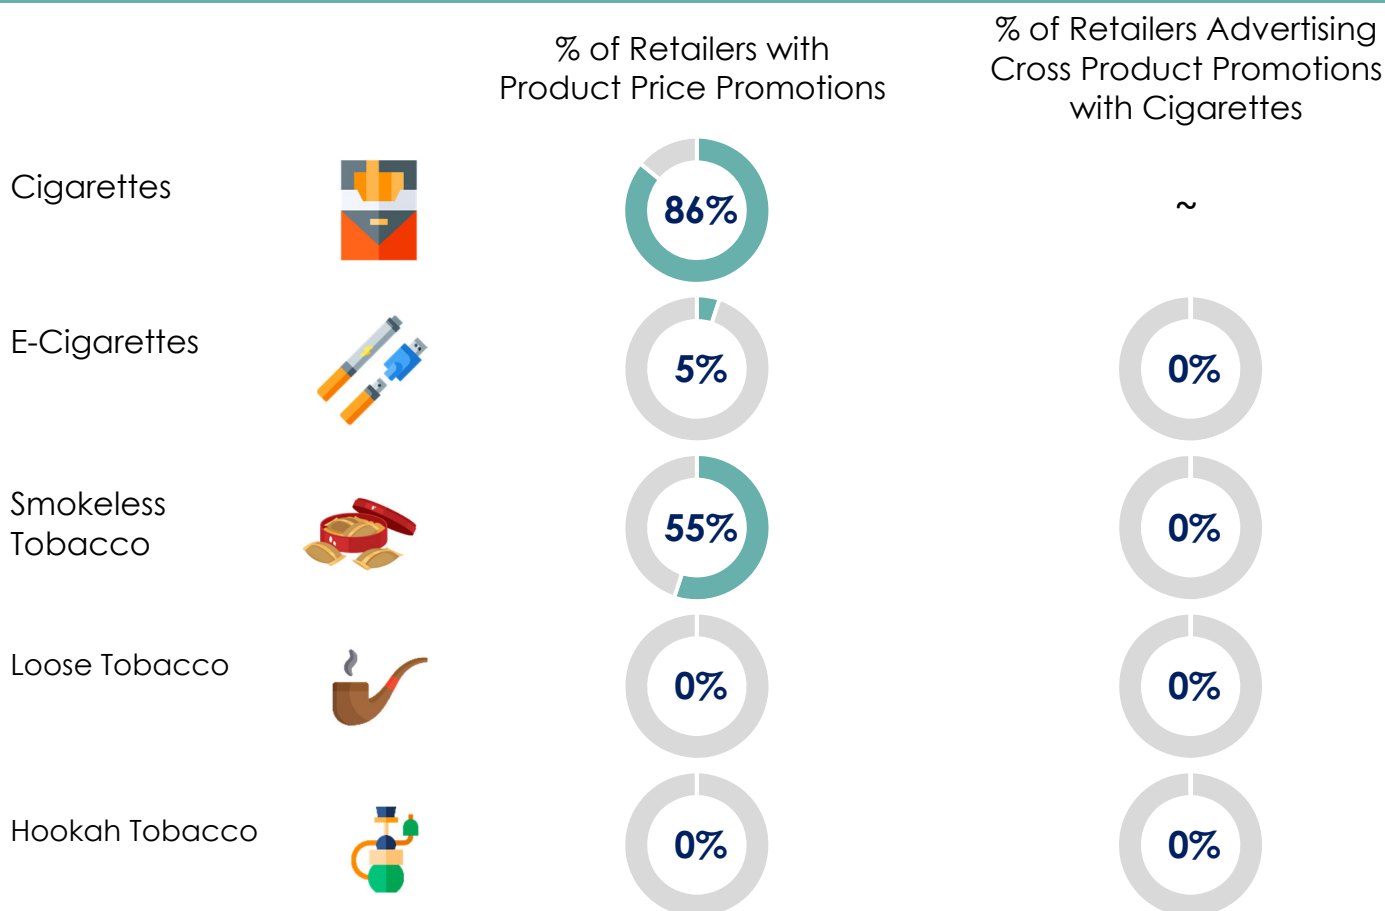 % of Retailers with
Product Price Promotions
% of Retailers Advertising
Cross Product Promotions
with Cigarettes
Cigarettes
86%
~
E-Cigarettes
5%
0%
Smokeless
Tobacco
55%
0%
Loose Tobacco
0%
0%
Hookah Tobacco
0%
0%